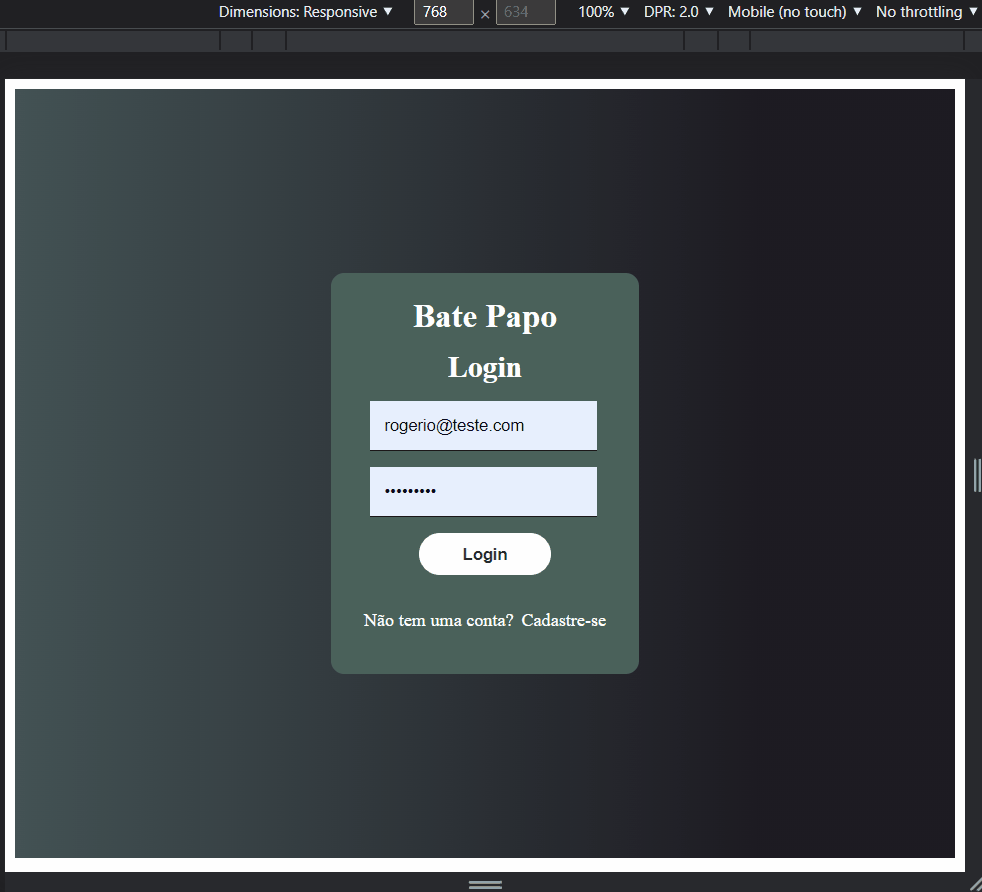 Dimensions: Responsive ▼ 768 × 634 100% ▼ DPR: 2.0 ▼ Mobile (no touch) ▼ No throttling ▼
Bate Papo
Login
rogerio@teste.com
•••••••••
Login
Não tem uma conta? Cadastre-se